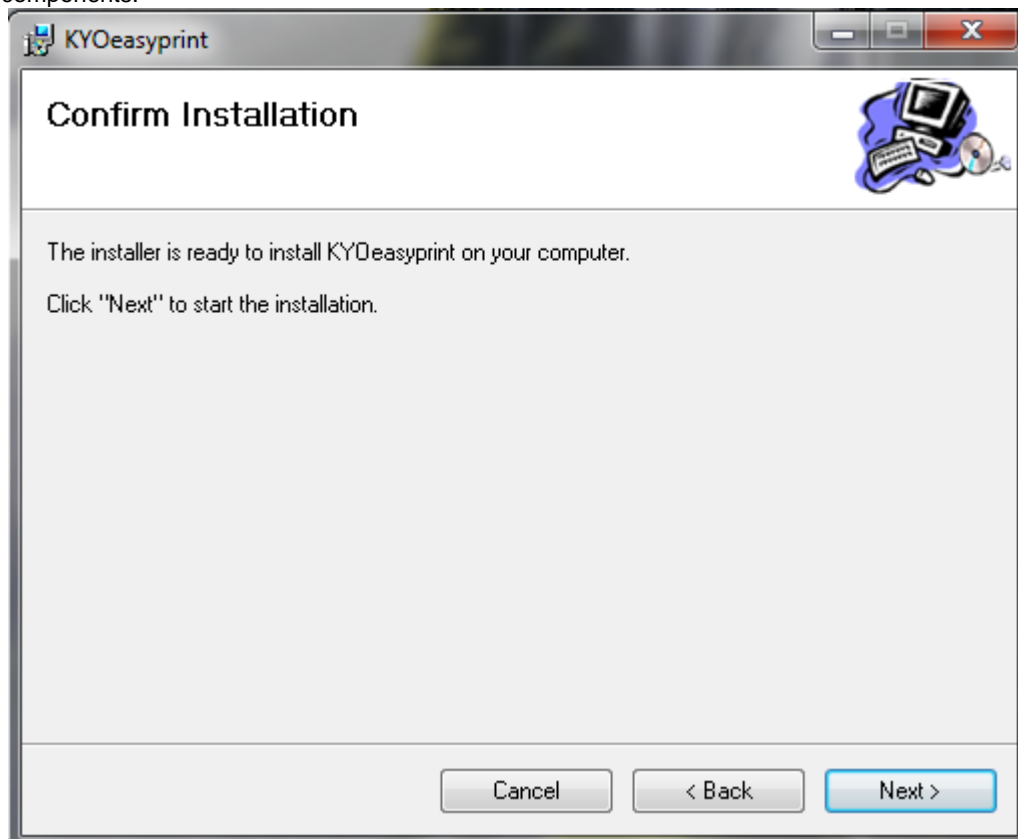 components.
KYOeasyprint
Confirm Installation
The installer is ready to install KYOeasyprint on your computer.
Click "Next" to start the installation.
Cancel
< Back
Next >